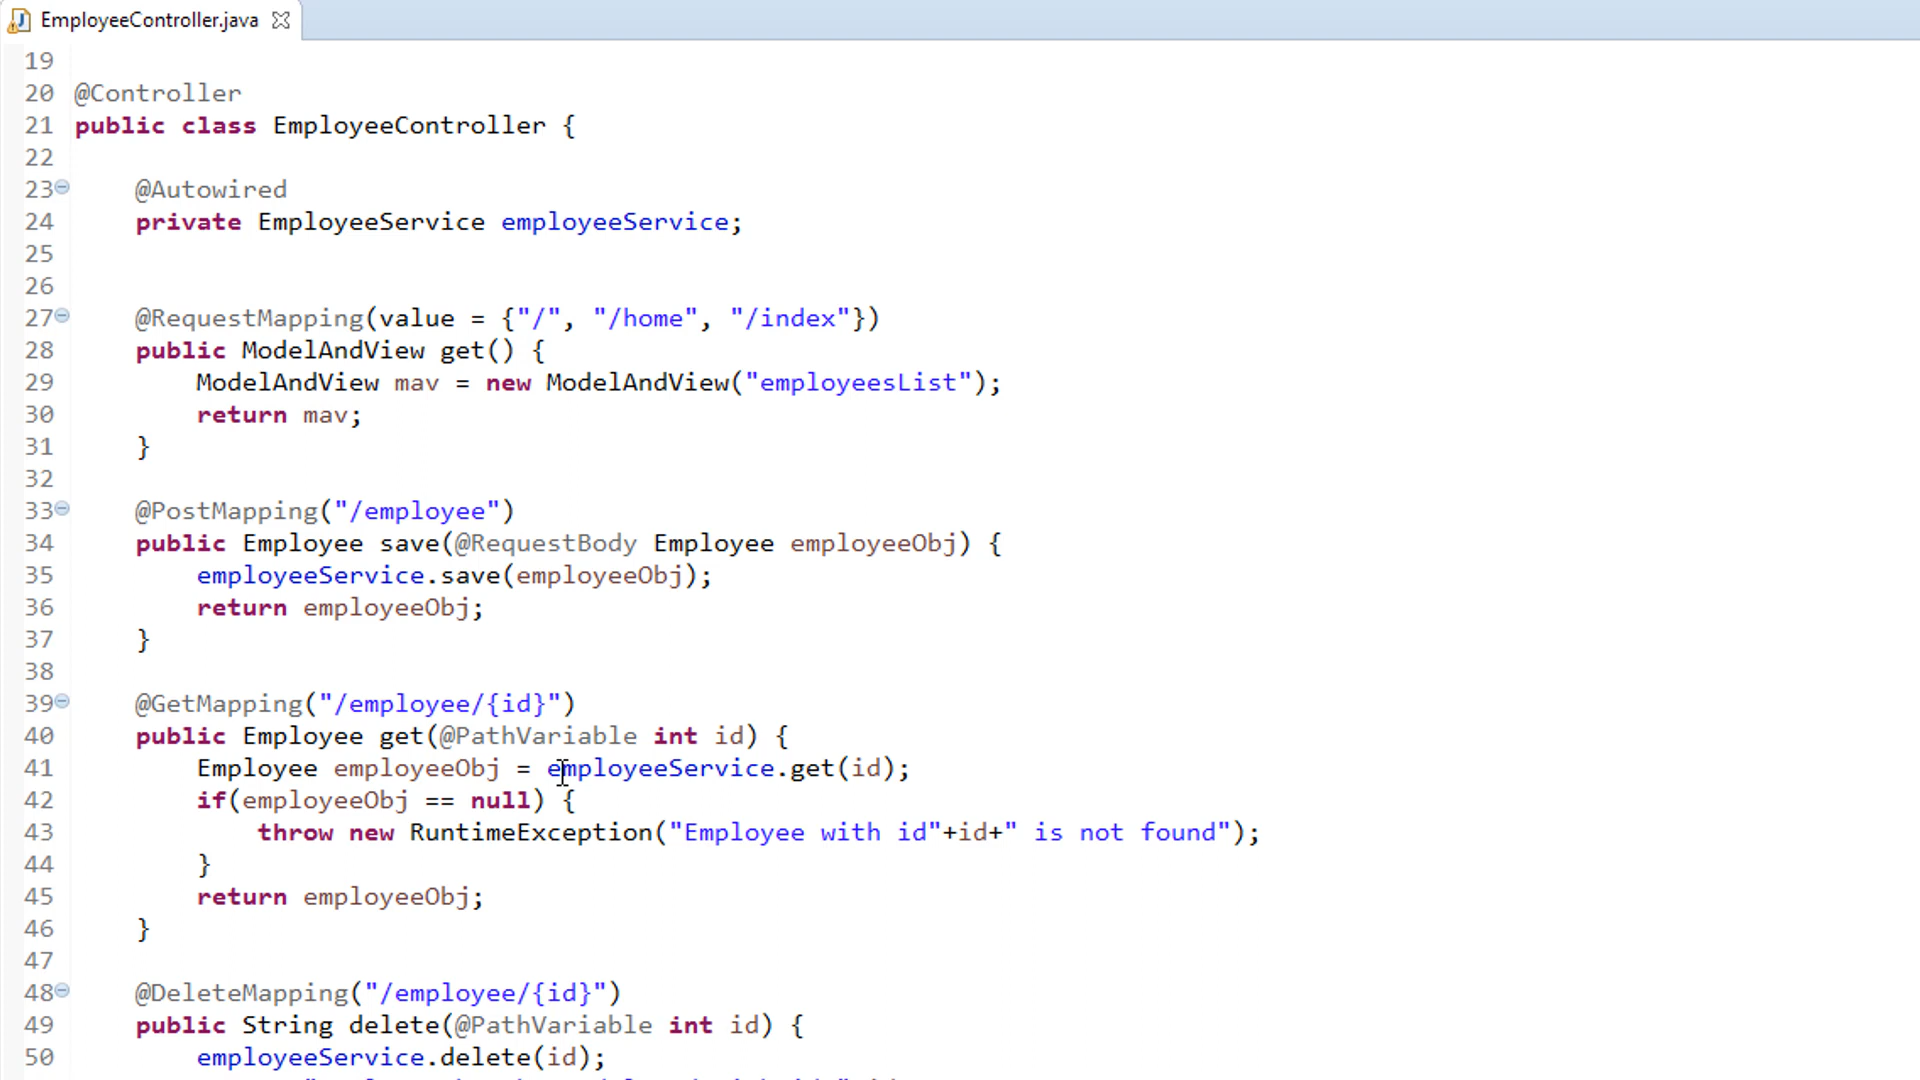 EmployeeController.java
19
20 @Controller
21 public class EmployeeController {
22
23 @Autowired
24 private EmployeeService employeeService;
25
26
27 @RequestMapping(value = {"/", "/home", "/index"})
28 public ModelAndView get() {
29 ModelAndView mav = new ModelAndView("employeesList");
30 return mav;
31 }
32
33 @PostMapping("/employee")
34 public Employee save(@RequestBody Employee employeeObj) {
35 employeeService.save(employeeObj);
36 return employeeObj;
37 }
38
39 @GetMapping("/employee/{id}")
40 public Employee get(@PathVariable int id) {
41 Employee employeeObj = employeeService.get(id);
42 if(employeeObj == null) {
43 throw new RuntimeException("Employee with id"+id+" is not found");
44 }
45 return employeeObj;
46 }
47
48 @DeleteMapping("/employee/{id}")
49 public String delete(@PathVariable int id) {
50 employeeService.delete(id);